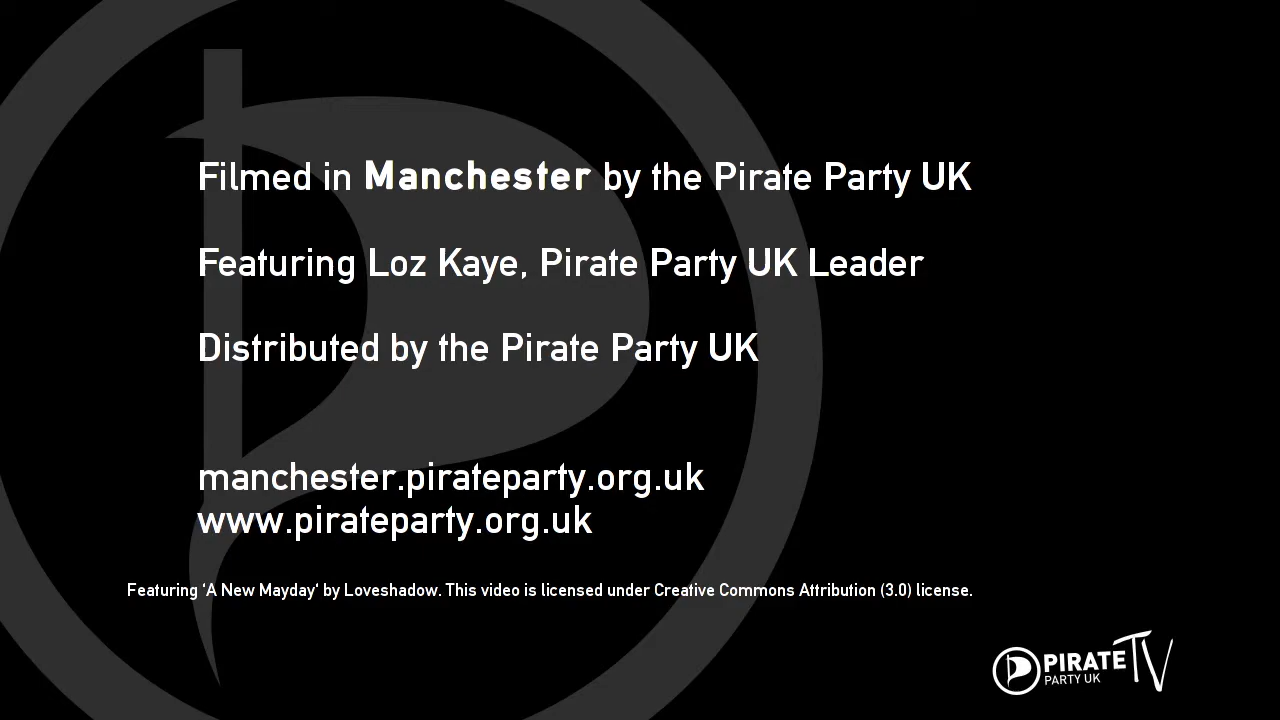 Filmed in Manchester by the Pirate Party UK
Featuring Loz Kaye, Pirate Party UK Leader
Distributed by the Pirate Party UK
manchester.pirateparty.org.uk
www.pirateparty.org.uk
Featuring ‘A New Mayday‘ by Loveshadow. This video is licensed under Creative Commons Attribution (3.0) license.
PIRATE TV
PARTY UK